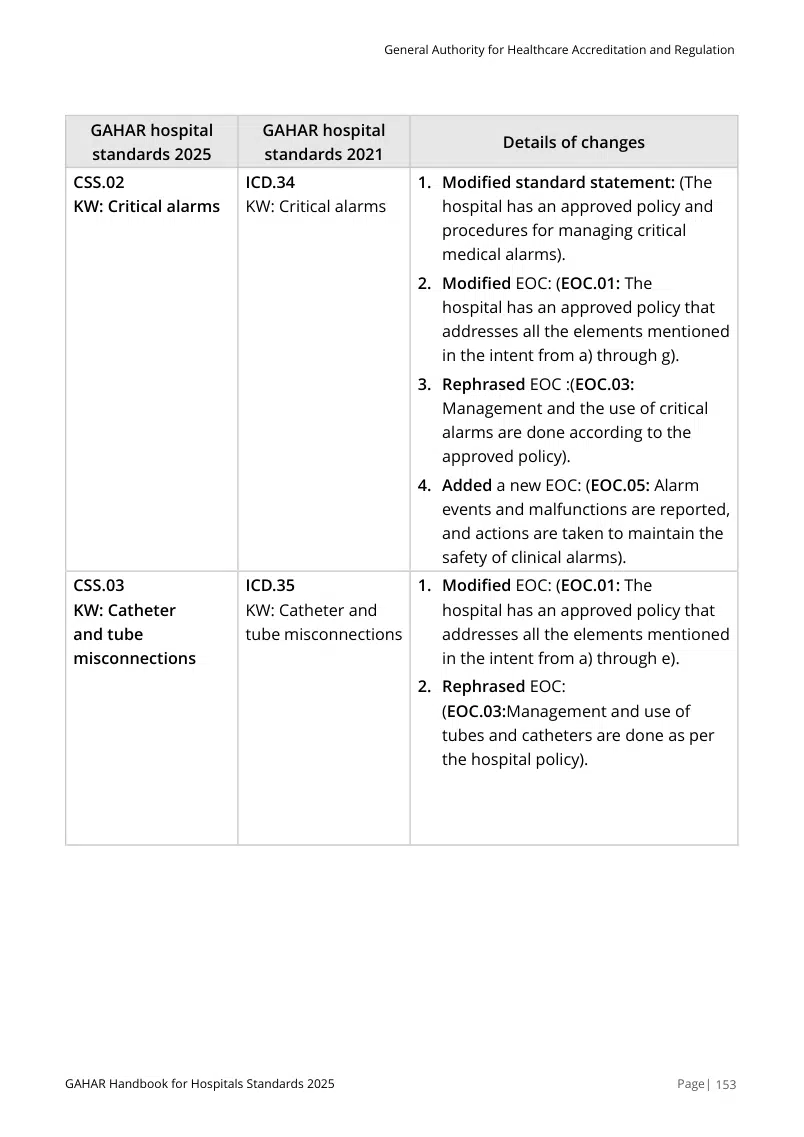 General Authority for Healthcare Accreditation and Regulation
GAHAR hospital
standards 2025
GAHAR hospital
standards 2021
Details of changes
CSS.02
KW: Critical alarms
ICD.34
KW: Critical alarms
1. Modified standard statement: (The
hospital has an approved policy and
procedures for managing critical
medical alarms).
2. Modified EOC: (EOC.01: The
hospital has an approved policy that
addresses all the elements mentioned
in the intent from a) through g).
3. Rephrased EOC :(EOC.03:
Management and the use of critical
alarms are done according to the
approved policy).
4. Added a new EOC: (EOC.05: Alarm
events and malfunctions are reported,
and actions are taken to maintain the
safety of clinical alarms).
CSS.03
KW: Catheter
and tube
misconnections
ICD.35
KW: Catheter and
tube misconnections
1. Modified EOC: (EOC.01: The
hospital has an approved policy that
addresses all the elements mentioned
in the intent from a) through e).
2. Rephrased EOC:
(EOC.03:Management and use of
tubes and catheters are done as per
the hospital policy).
GAHAR Handbook for Hospitals Standards 2025
Page| 153